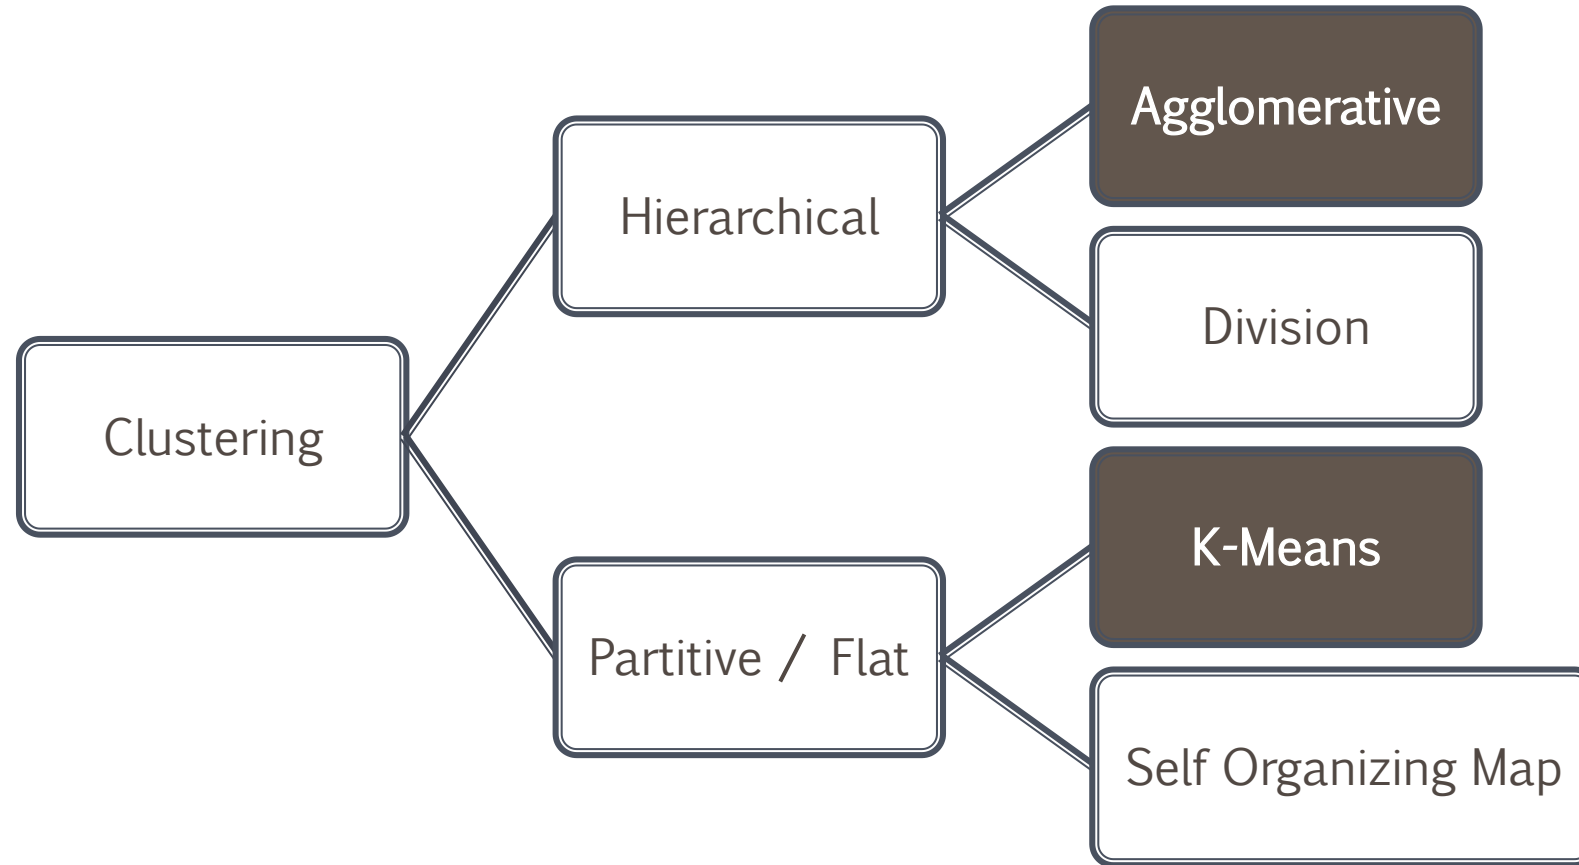 Clustering
Hierarchical
Agglomerative
Division
Partitive / Flat
K-Means
Self Organizing Map